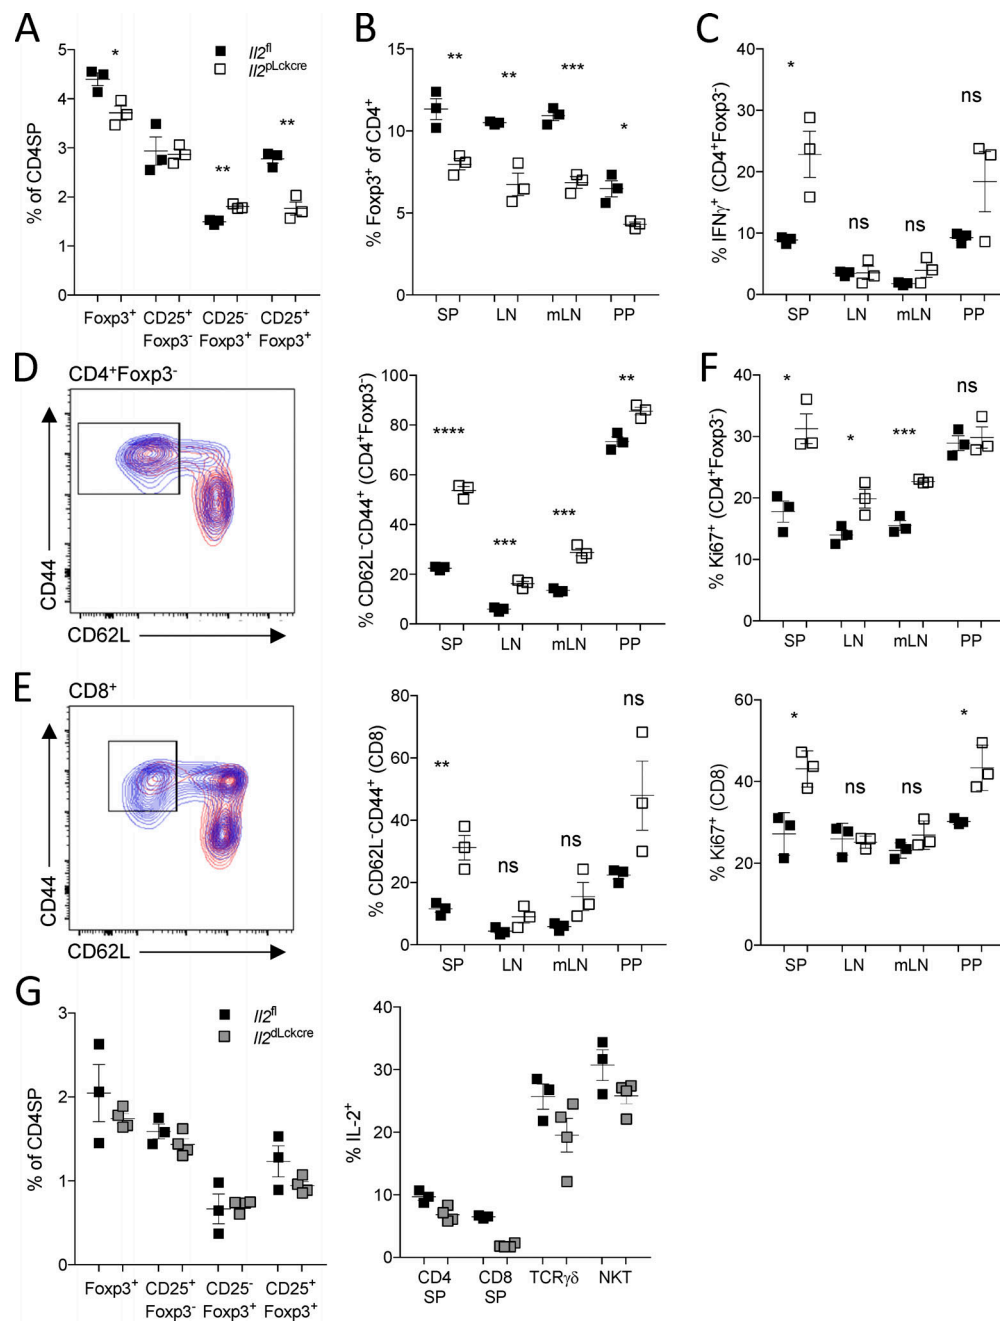 A
% of CD4SP
5
4
3
2
1
0
*
**
**
Il2fl
Il2pLckcre
Foxp3+
CD25+
Foxp3-
CD25-
Foxp3+
CD25+
Foxp3+
B
% Foxp3+ of CD4+
15
10
5
0
**
**
***
*
SP
LN
mLN
PP
C
% IFNγ+ (CD4+Foxp3-)
40
30
20
10
0
*
ns
ns
ns
SP
LN
mLN
PP
D
CD4+Foxp3-
CD44
CD62L
% CD62L-CD44+ (CD4+Foxp3-)
100
80
60
40
20
0
****
***
***
**
SP
LN
mLN
PP
F
% Ki67+ (CD4+Foxp3-)
40
30
20
10
0
*
*
***
ns
SP
LN
mLN
PP
E
CD8+
CD44
CD62L
% CD62L-CD44+ (CD8)
80
60
40
20
0
**
ns
ns
ns
SP
LN
mLN
PP
% Ki67+ (CD8)
60
40
20
0
*
ns
ns
*
SP
LN
mLN
PP
G
% of CD4SP
3
2
1
0
Il2fl
Il2dLckcre
Foxp3+
CD25+
Foxp3-
CD25-
Foxp3+
CD25+
Foxp3+
% IL-2+
40
30
20
10
0
CD4
SP
CD8
SP
TCRγδ
NKT